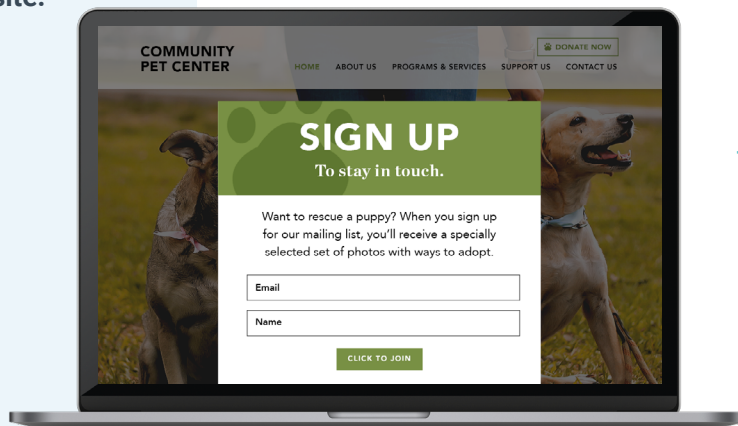 site.
COMMUNITY
PET CENTER
DONATE NOW
HOME ABOUT US PROGRAMS & SERVICES SUPPORT US CONTACT US
SIGN UP
To stay in touch.
Want to rescue a puppy? When you sign up
for our mailing list, you’ll receive a specially
selected set of photos with ways to adopt.
Email
Name
CLICK TO JOIN